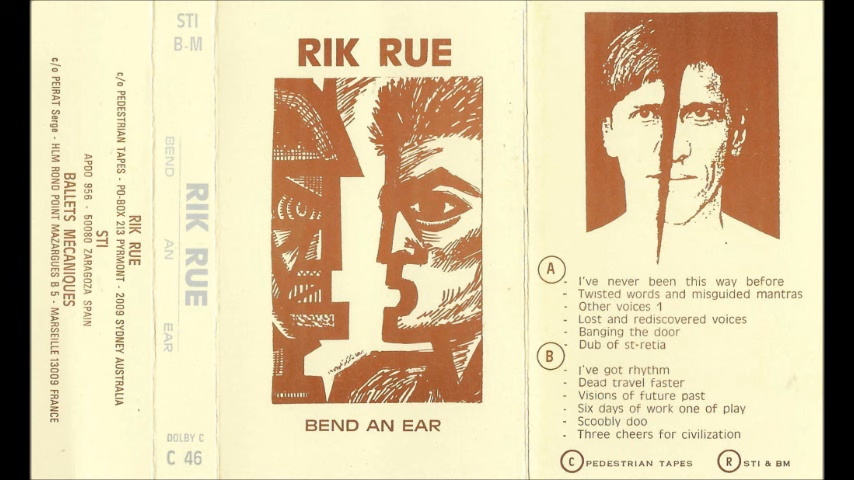 RIK RUE
c/o PEDESTRIAN TAPES - PO-BOX 213 PYRMONT - 2009 SYDNEY AUSTRALIA
STI
APDO 956 - 50080 ZARAGOZA SPAIN
BALLETS MECANIQUES
c/o PEIRAT Serge - HLM ROND POINT MAZARGUES B 5 - MARSEILLE 13009 FRANCE
STI
B-M
RIK RUE
BEND AN EAR
DOLBY C
C 46
RIK RUE
BEND AN EAR
A
- I've never been this way before
- Twisted words and misguided mantras
- Other voices 1
- Lost and rediscovered voices
- Banging the door
- Dub of st-retia
B
- I've got rhythm
- Dead travel faster
- Visions of future past
- Six days of work one of play
- Scoobly doo
- Three cheers for civilization
C PEDESTRIAN TAPES R STI & BM